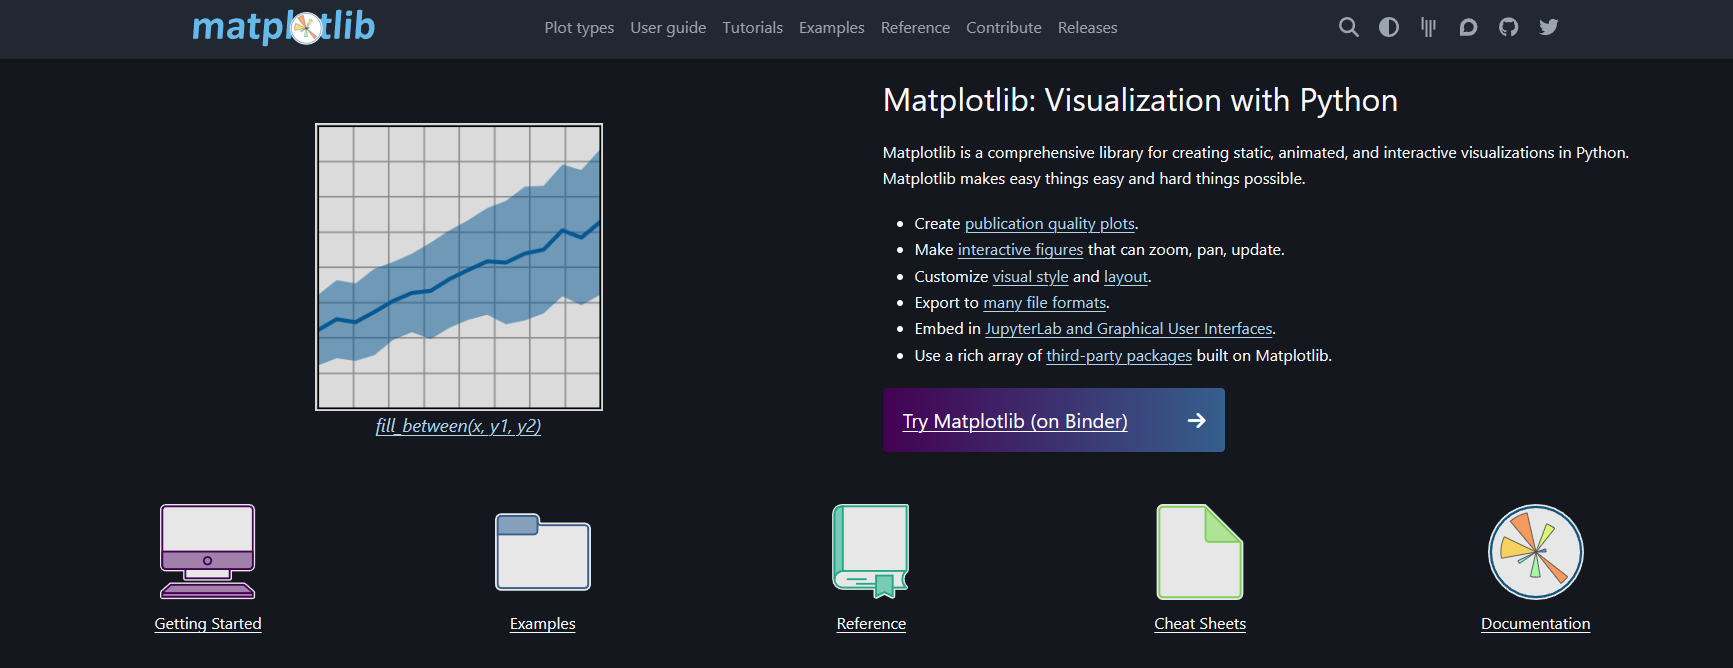 matplotlib
Plot types User guide Tutorials Examples Reference Contribute Releases
Matplotlib: Visualization with Python
Matplotlib is a comprehensive library for creating static, animated, and interactive visualizations in Python.
Matplotlib makes easy things easy and hard things possible.
Create publication quality plots.
Make interactive figures that can zoom, pan, update.
Customize visual style and layout.
Export to many file formats.
Embed in JupyterLab and Graphical User Interfaces.
Use a rich array of third-party packages built on Matplotlib.
fill_between(x, y1, y2)
Try Matplotlib (on Binder)
Getting Started
Examples
Reference
Cheat Sheets
Documentation